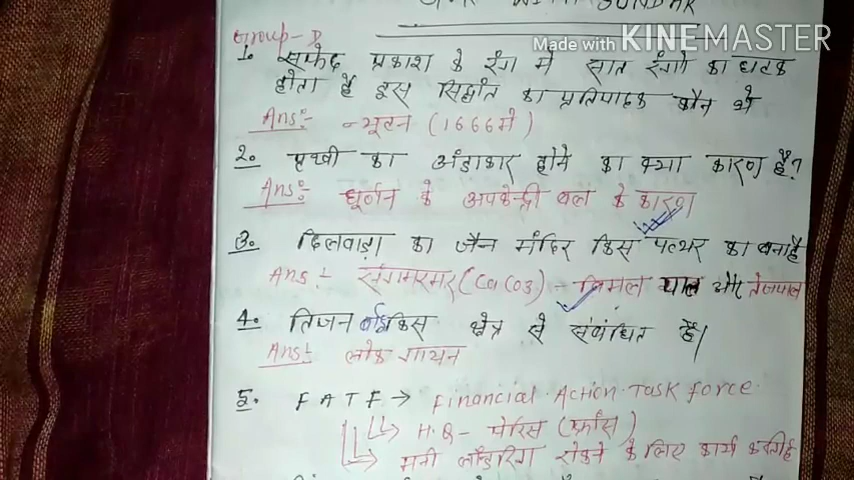 Made with KINEMASTER
Group-D
1. सफेद प्रकाश के रंग में सात रंगो का घटक
होता है इस सिद्धांत का प्रतिपादक कौन थे
Ans:- न्यूटन (1666 में)
2. पृथ्वी का अंडाकार होने का क्या कारण है?
Ans:- घूर्णन के अपकेन्द्री बल के कारण
3. दिलवाड़ा का जैन मंदिर किस पत्थर का बना है
Ans:- संगमरमर (CaCO3) - विमल शाह और तेजपाल
4. तिजन बाई किस क्षेत्र से संबंधित है।
Ans:- लोक गायन
5. FATF → Financial Action Task force.
→ H.Q - पेरिस (फ्रांस)
→ मनी लॉंडरिंग रोकने के लिए कार्य करती है